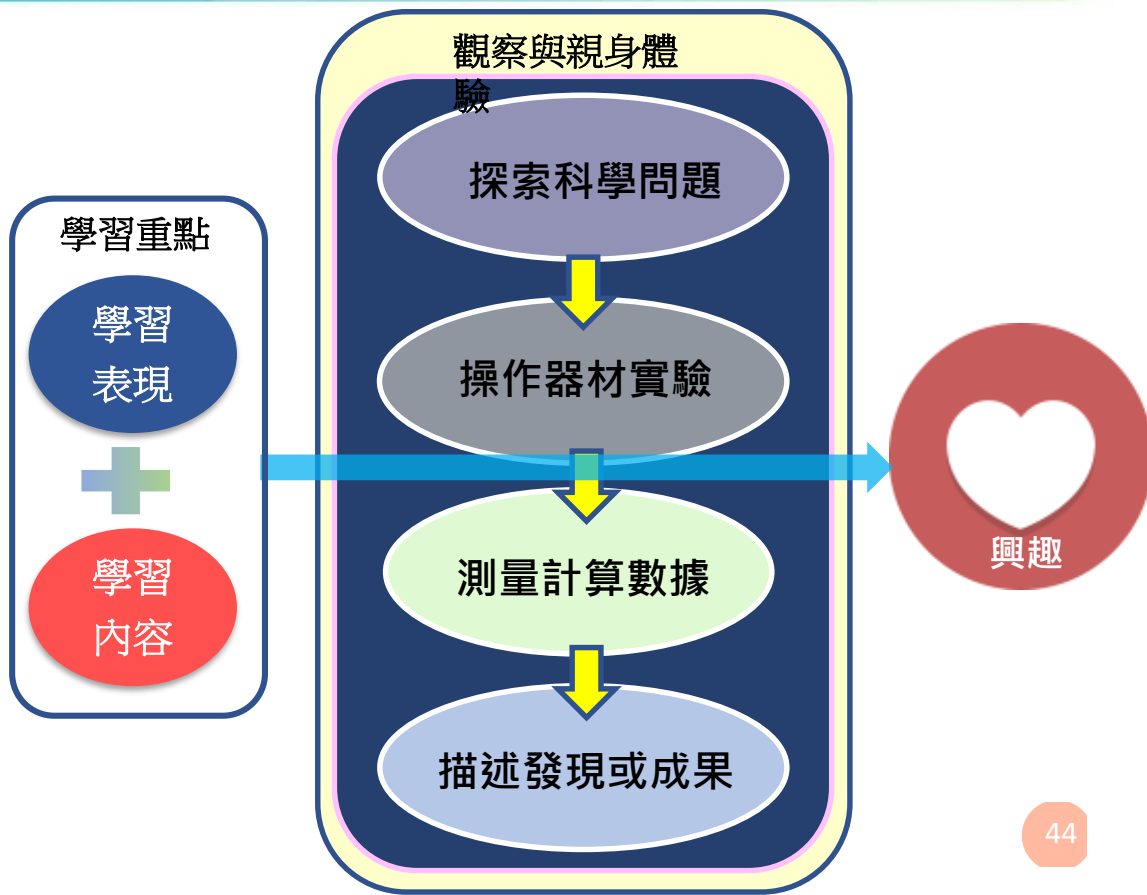 觀察與親身體
驗
探索科學問題
學習重點
學習
表現
操作器材實驗
學習
內容
測量計算數據
興趣
描述發現或成果
44